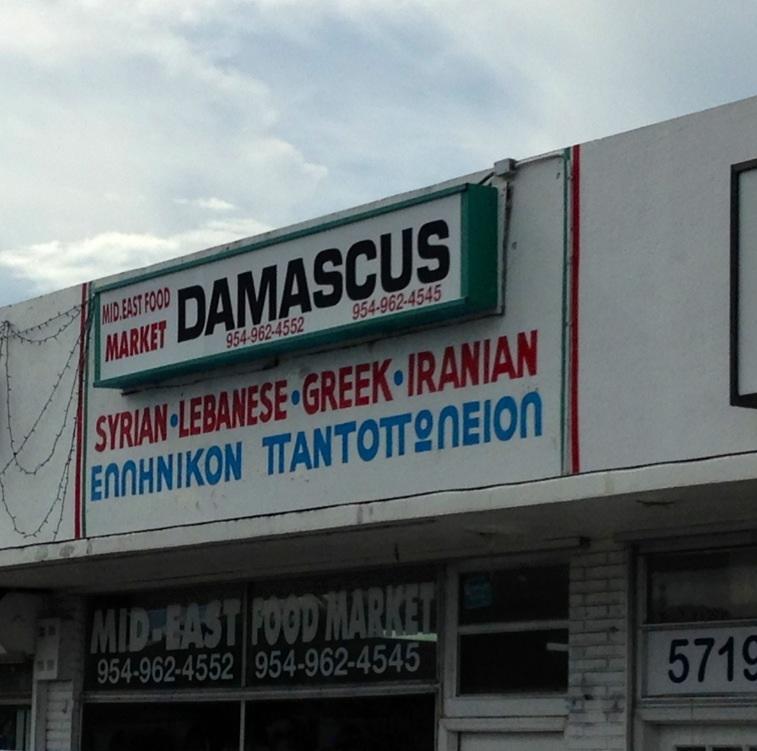 MID.EAST FOOD
MARKET
DAMASCUS
954-962-4552 954-962-4545
SYRIAN•LEBANESE•GREEK•IRANIAN
ΕΛΛΗΝΙΚΟΝ ΠΑΝΤΟΠΩΛΕΙΟΝ
MID-EAST FOOD MARKET
954-962-4552 954-962-4545
5719